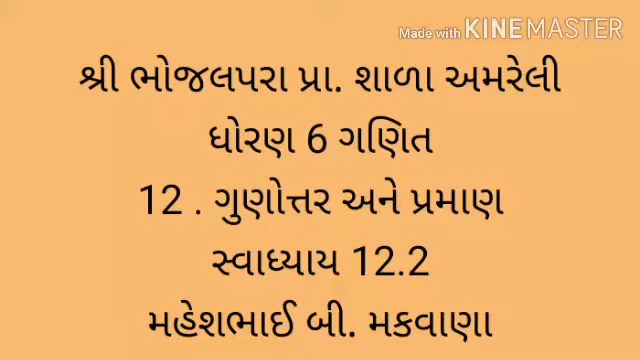 Made with KINEMASTER
શ્રી ભોજલપરા પ્રા. શાળા અમરેલી
ધોરણ 6 ગણિત
12 . ગુણોત્તર અને પ્રમાણ
સ્વાધ્યાય 12.2
મહેશભાઈ બી. મકવાણા